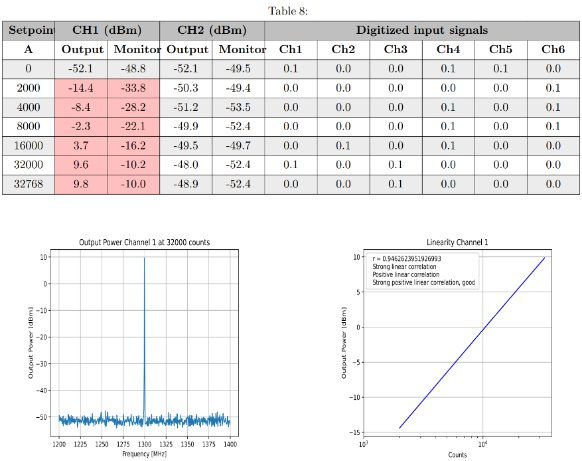 Table 8:
Setpoint CH1 (dBm) CH2 (dBm) Digitized input signals
A Output Monitor Output Monitor Ch1 Ch2 Ch3 Ch4 Ch5 Ch6
0 -52.1 -48.8 -52.1 -49.5 0.1 0.0 0.0 0.1 0.1 0.0
2000 -14.4 -33.8 -50.3 -49.4 0.0 0.0 0.0 0.0 0.0 0.1
4000 -8.4 -28.2 -51.2 -53.5 0.0 0.0 0.0 0.1 0.0 0.1
8000 -2.3 -22.1 -49.9 -52.4 0.0 0.0 0.0 0.1 0.0 0.1
16000 3.7 -16.2 -49.5 -49.7 0.0 0.1 0.0 0.1 0.0 0.0
32000 9.6 -10.2 -48.0 -52.4 0.1 0.0 0.1 0.0 0.0 0.0
32768 9.8 -10.0 -48.9 -52.4 0.0 0.0 0.1 0.0 0.0 0.0
Output Power Channel 1 at 32000 counts
10
0
−10
−20
−30
−40
−50
Output Power [dBm]
1200 1225 1250 1275 1300 1325 1350 1375 1400
Frequency [MHz]
Linearity Channel 1
r = 0.9462623951926993
Strong linear correlation
Positive linear correlation
Strong positive linear correlation, good
10
5
0
−5
−10
−15
Output Power [dBm]
10³ 10⁴
Counts